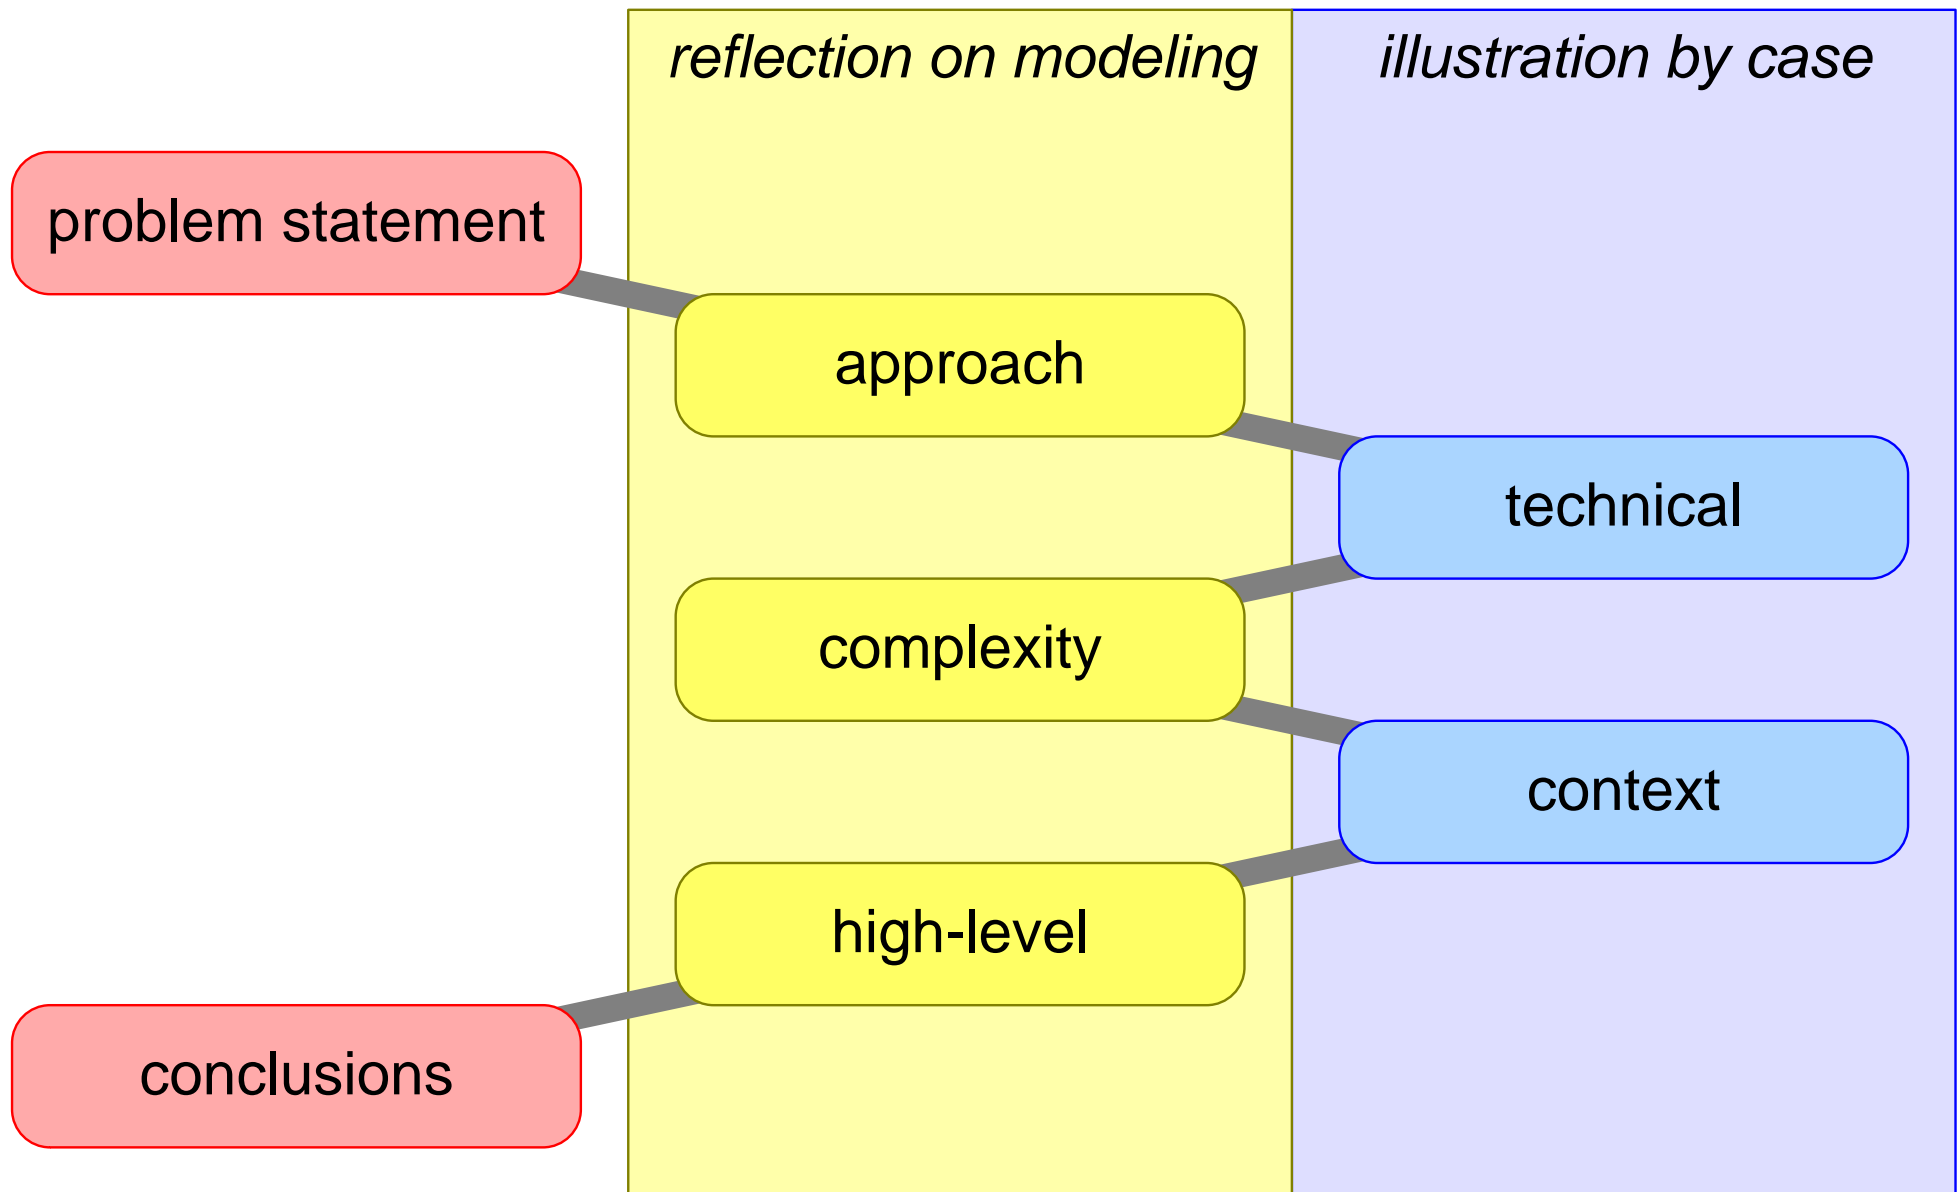 reflection on modeling
illustration by case
problem statement
approach
technical
complexity
context
high-level
conclusions